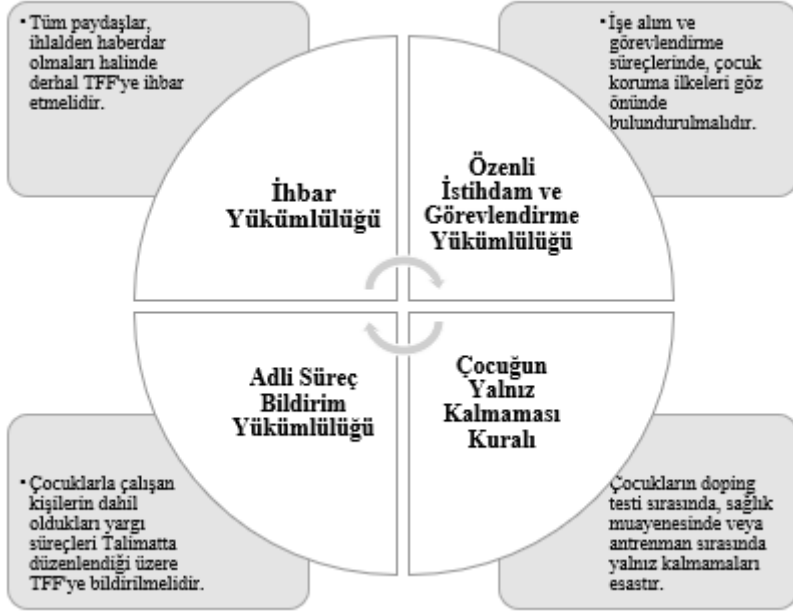 • Tüm paydaşlar,
ihlalden haberdar
olmaları halinde
derhal TFF'ye ihbar
etmelidir.
• İşe alım ve
görevlendirme
süreçlerinde, çocuk
koruma ilkeleri göz
önünde
bulundurulmalıdır.
İhbar
Yükümlülüğü
Özenli
İstihdam ve
Görevlendirme
Yükümlülüğü
Adli Süreç
Bildirim
Yükümlülüğü
Çocuğun
Yalnız
Kalmaması
Kuralı
• Çocuklarla çalışan
kişilerin dahil
oldukları yargı
süreçleri Talimatta
düzenlendiği üzere
TFF'ye bildirilmelidir.
Çocukların doping
testi sırasında, sağlık
muayenesinde veya
antrenman sırasında
yalnız kalmamaları
esastır.